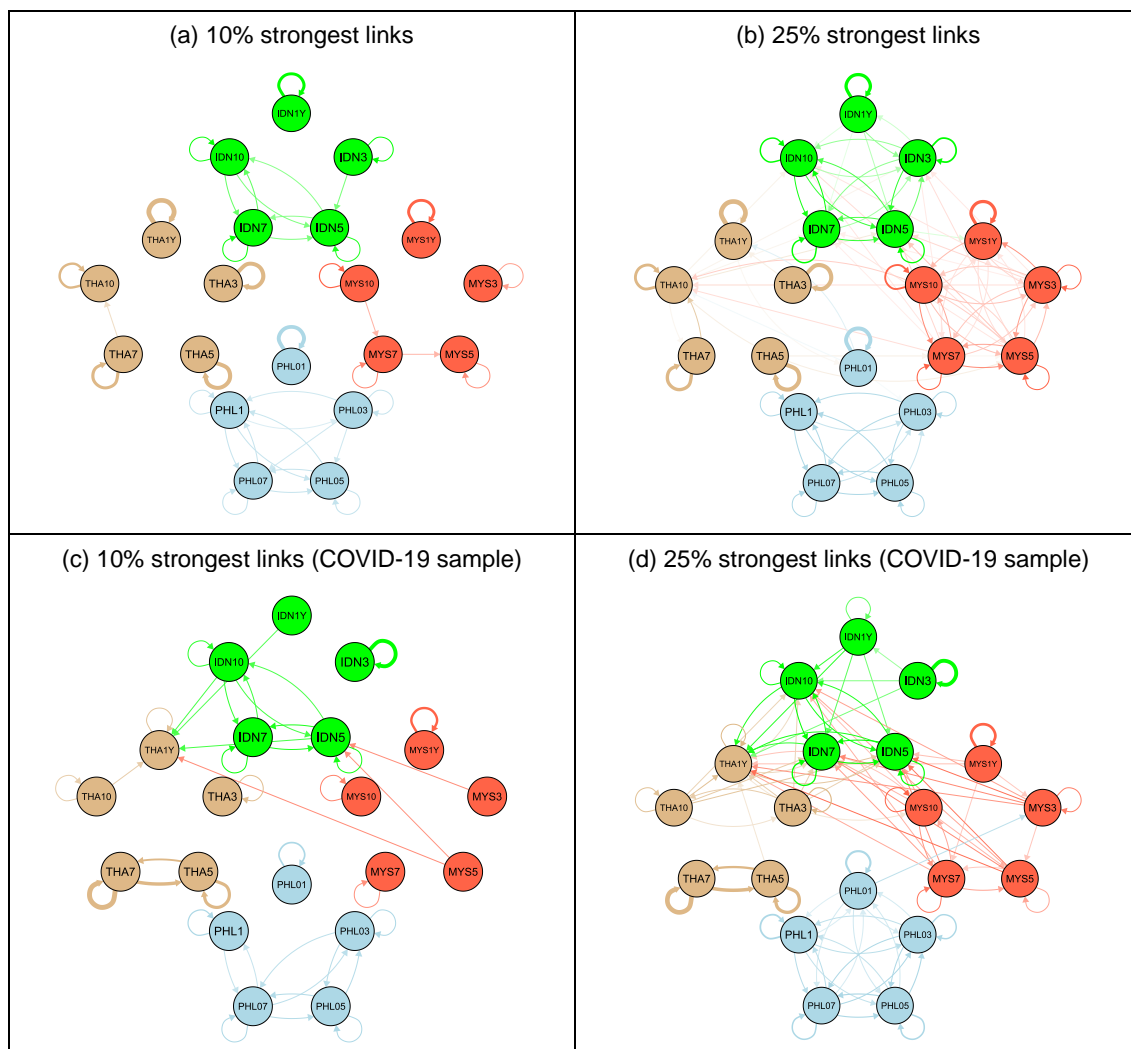 (a) 10% strongest links
IDN1Y
IDN10
IDN3
IDN7
IDN5
THA1Y
MYS1Y
THA10
THA3
MYS10
MYS3
THA7
THA5
PHL01
MYS7
MYS5
PHL1
PHL03
PHL07
PHL05
(b) 25% strongest links
IDN1Y
IDN10
IDN3
IDN7
IDN5
THA1Y
MYS1Y
THA10
THA3
MYS10
MYS3
THA7
THA5
PHL01
MYS7
MYS5
PHL1
PHL03
PHL07
PHL05
(c) 10% strongest links (COVID-19 sample)
IDN1Y
IDN10
IDN3
IDN7
IDN5
THA1Y
MYS1Y
THA10
THA3
MYS10
MYS3
THA7
THA5
PHL01
MYS7
MYS5
PHL1
PHL03
PHL07
PHL05
(d) 25% strongest links (COVID-19 sample)
IDN1Y
IDN10
IDN3
IDN7
IDN5
THA1Y
MYS1Y
THA10
THA3
MYS10
MYS3
THA7
THA5
PHL01
MYS7
MYS5
PHL1
PHL03
PHL07
PHL05